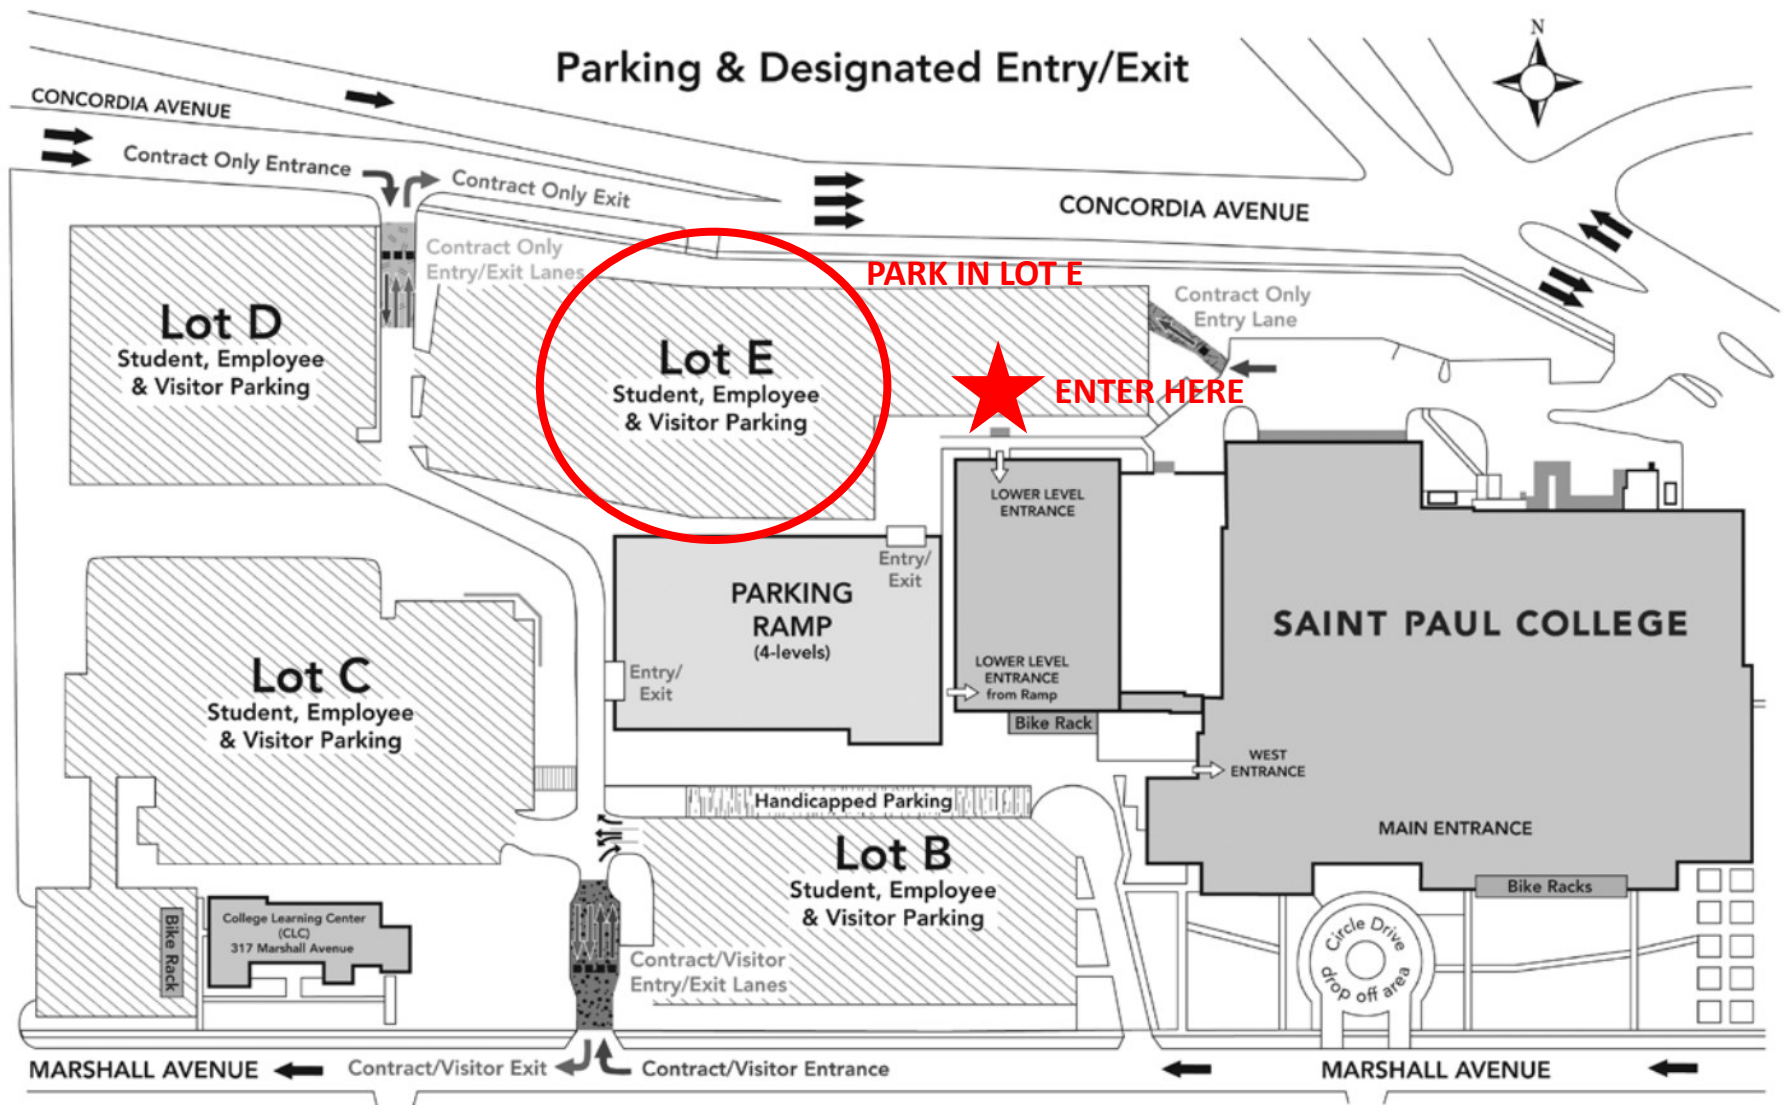 Parking & Designated Entry/Exit
N
CONCORDIA AVENUE
Contract Only Entrance
Contract Only Exit
CONCORDIA AVENUE
Contract Only
Entry/Exit Lanes
PARK IN LOT E
Contract Only
Entry Lane
Lot D
Student, Employee
& Visitor Parking
Lot E
Student, Employee
& Visitor Parking
ENTER HERE
LOWER LEVEL
ENTRANCE
Entry/
Exit
PARKING
RAMP
(4-levels)
SAINT PAUL COLLEGE
Lot C
Student, Employee
& Visitor Parking
Entry/
Exit
LOWER LEVEL
ENTRANCE
from Ramp
Bike Rack
WEST
ENTRANCE
Handicapped Parking
MAIN ENTRANCE
Lot B
Student, Employee
& Visitor Parking
Bike Racks
Bike Rack
College Learning Center
(CLC)
317 Marshall Avenue
Contract/Visitor
Entry/Exit Lanes
Circle Drive
drop off area
MARSHALL AVENUE
Contract/Visitor Exit
Contract/Visitor Entrance
MARSHALL AVENUE